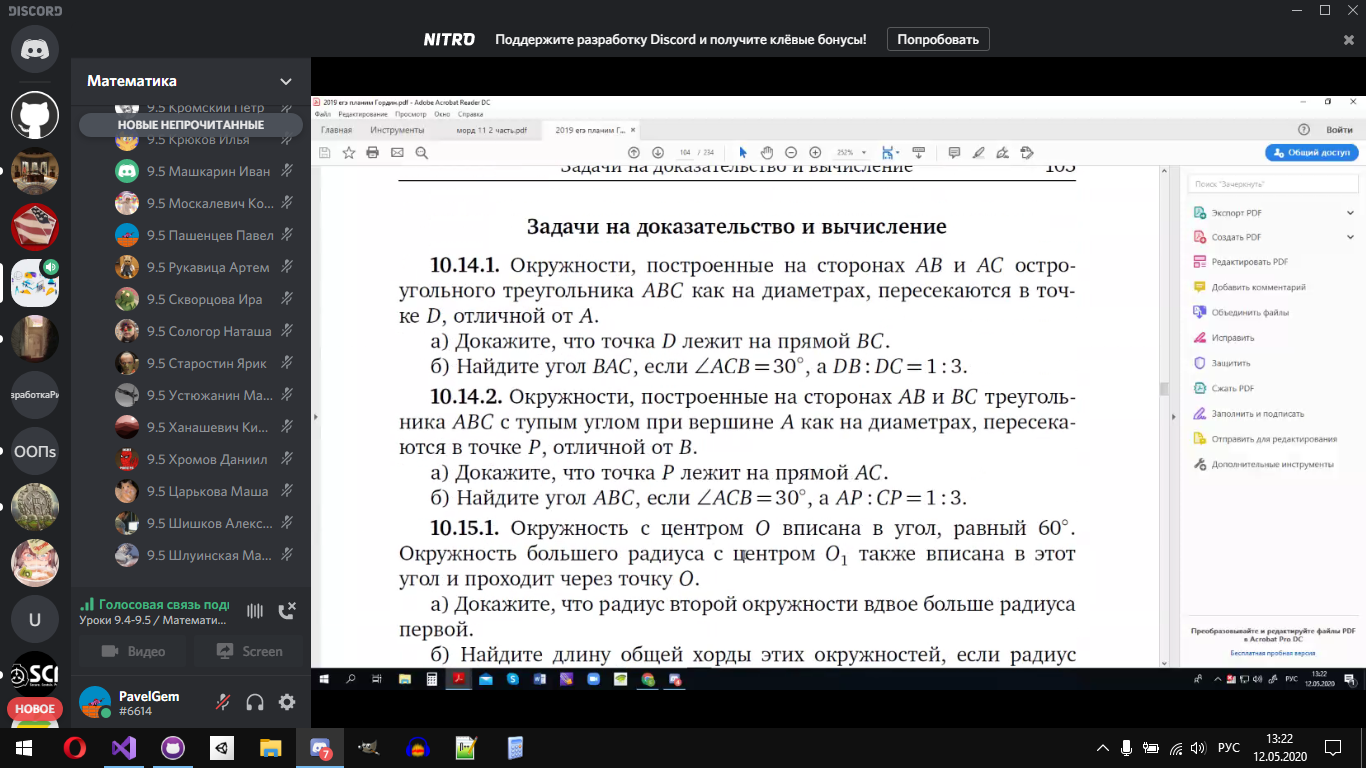 DISCORD
NITRO Поддержите разработку Discord и получите клёвые бонусы! Попробовать
Математика
9.5 Кромский Пётр
НОВЫЕ НЕПРОЧИТАННЫЕ
9.5 Крюков Илья
9.5 Машкарин Иван
9.5 Москалевич Ко...
9.5 Пашенцев Павел
9.5 Рукавица Артем
9.5 Скворцова Ира
9.5 Сологор Наташа
9.5 Старостин Ярик
9.5 Устюжанин Ма...
9.5 Ханашевич Ки...
9.5 Хромов Даниил
9.5 Царькова Маша
9.5 Шишков Алекс...
9.5 Шлуинская Ма...
ООПs
U
SCI
НОВОЕ
Голосовая связь подк
Уроки 9.4-9.5 / Математи...
Видео
Screen
PavelGem
#6614
2019 егэ планим Гордин.pdf - Adobe Acrobat Reader DC
Файл Редактирование Просмотр Окно Справка
Главная Инструменты морд 11 2 часть.pdf 2019 егэ планим Г... × Войти
104 / 234 252% Общий доступ
Задачи на доказательство и вычисление 103
Задачи на доказательство и вычисление
10.14.1. Окружности, построенные на сторонах AB и AC остро-
угольного треугольника ABC как на диаметрах, пересекаются в точ-
ке D, отличной от A.
а) Докажите, что точка D лежит на прямой BC.
б) Найдите угол BAC, если ∠ACB = 30°, а DB : DC = 1 : 3.
10.14.2. Окружности, построенные на сторонах AB и BC треуголь-
ника ABC с тупым углом при вершине A как на диаметрах, пересека-
ются в точке P, отличной от B.
а) Докажите, что точка P лежит на прямой AC.
б) Найдите угол ABC, если ∠ACB = 30°, а AP : CP = 1 : 3.
10.15.1. Окружность с центром O вписана в угол, равный 60°.
Окружность большего радиуса с центром O₁ также вписана в этот
угол и проходит через точку O.
а) Докажите, что радиус второй окружности вдвое больше радиуса
первой.
б) Найдите длину общей хорды этих окружностей, если радиус
Поиск "Зачеркнуть"
Экспорт PDF
Создать PDF
Редактировать PDF
Добавить комментарий
Объединить файлы
Исправить
Защитить
Сжать PDF
Заполнить и подписать
Отправить для редактирования
Дополнительные инструменты
Преобразовывайте и редактируйте файлы PDF
в Acrobat Pro DC
Бесплатная пробная версия
РУС 13:22
12.05.2020
7
РУС 13:22
12.05.2020